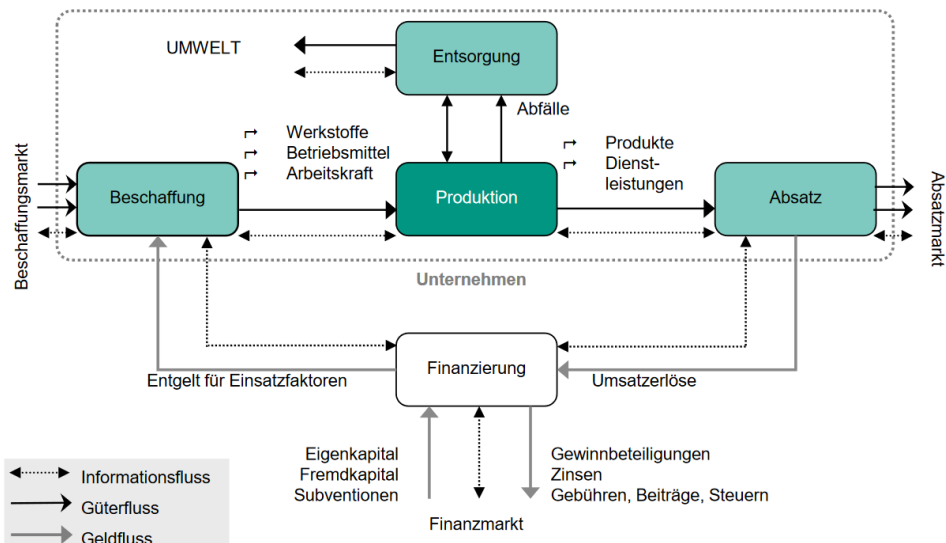 UMWELT
Entsorgung
Abfälle
Werkstoffe
Betriebsmittel
Arbeitskraft
Produkte
Dienst-
leistungen
Beschaffungsmarkt
Beschaffung
Produktion
Absatz
Absatzmarkt
Unternehmen
Finanzierung
Entgelt für Einsatzfaktoren
Umsatzerlöse
Eigenkapital
Fremdkapital
Subventionen
Gewinnbeteiligungen
Zinsen
Gebühren, Beiträge, Steuern
Finanzmarkt
Informationsfluss
Güterfluss
Geldfluss